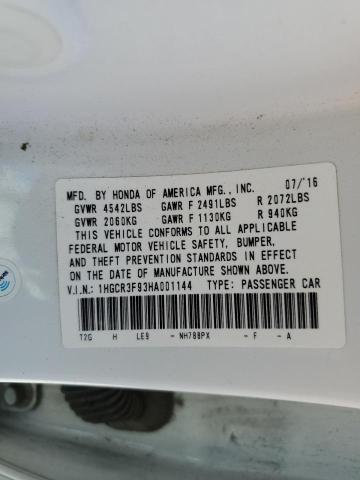 MFD. BY HONDA OF AMERICA MFG., INC. 07/'16
GVWR 4542LBS GAWR F 2491LBS R 2072LBS
GVWR 2060KG GAWR F 1130KG R 940KG
THIS VEHICLE CONFORMS TO ALL APPLICABLE
FEDERAL MOTOR VEHICLE SAFETY, BUMPER,
AND THEFT PREVENTION STANDARDS IN EFFECT
ON THE DATE OF MANUFACTURE SHOWN ABOVE.
V.I.N.: 1HGCR3F93HA001144 TYPE: PASSENGER CAR
T2G H LE9 -NH788PX -F -A